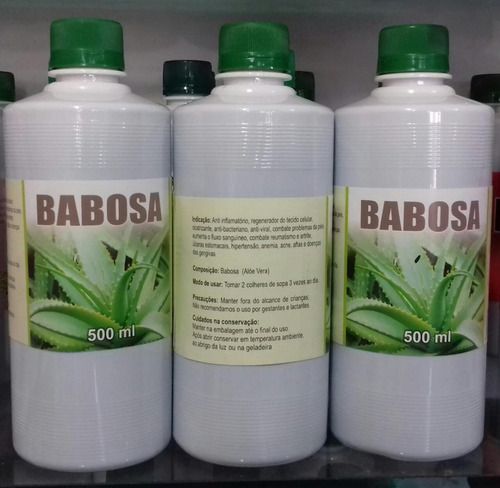 BABOSA
500 ml
Indicação: Anti inflamatório, regenerador do tecido celular,
cicatrizante, anti-bacteriano, anti-viral, combate problemas da pele,
aumenta o fluxo sanguíneo, combate reumatismo e artrite,
úlceras estomacais, hipertensão, anemia, acne, aftas e doenças
das gengivas.
Composição: Babosa (Alóe Vera)
Modo de usar: Tomar 2 colheres de sopa 3 vezes ao dia.
Precauções: Manter fora do alcance de crianças;
não recomendamos o uso por gestantes e lactantes.
Cuidados na conservação:
Manter na embalagem até o final do uso.
Após abrir conservar em temperatura ambiente,
ao abrigo da luz ou na geladeira
BABOSA
500 ml